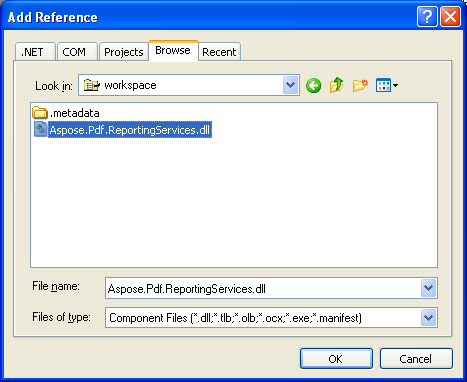 Add Reference
.NET COM Projects Browse Recent
Look in: workspace
.metadata
Aspose.Pdf.ReportingServices.dll
File name: Aspose.Pdf.ReportingServices.dll
Files of type: Component Files (*.dll;*.tlb;*.olb;*.ocx;*.exe;*.manifest)
OK Cancel